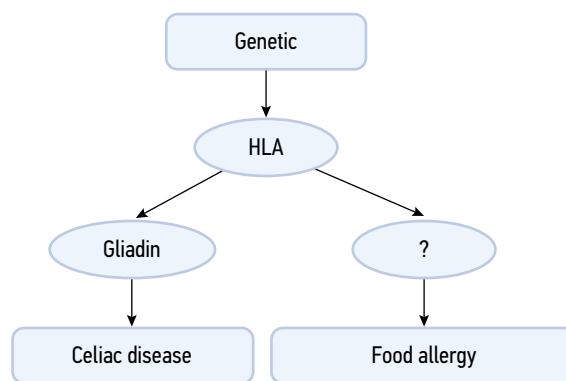 Genetic
HLA
Gliadin
?
Celiac disease
Food allergy